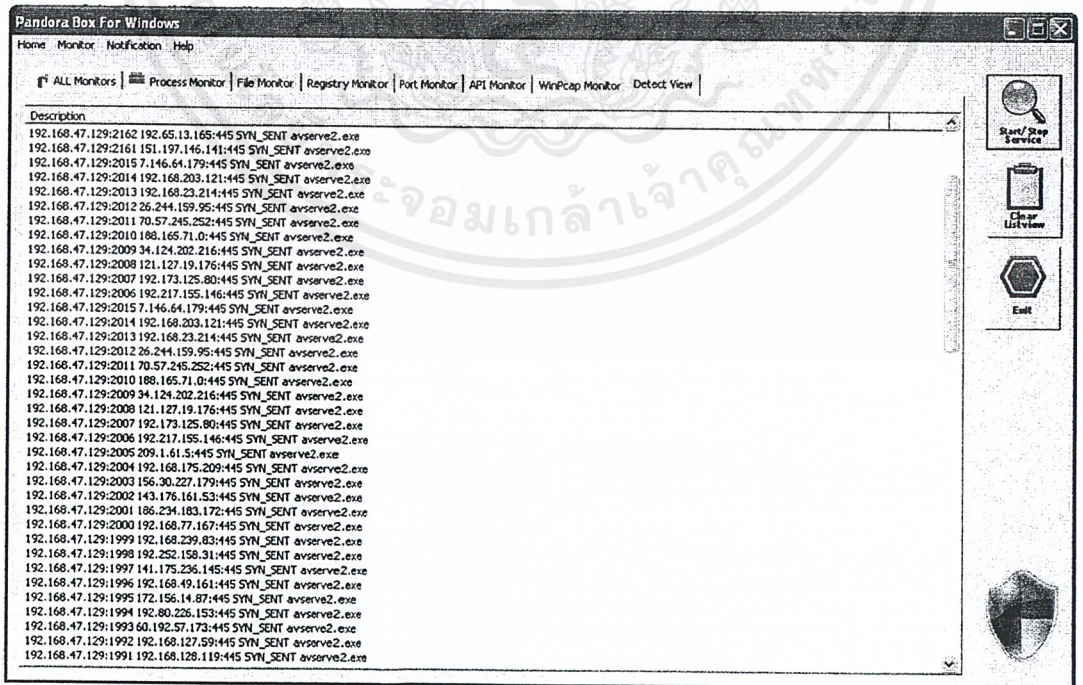 Pandora Box For Windows
Home Monitor Notification Help
ALL Monitors Process Monitor File Monitor Registry Monitor Port Monitor API Monitor WinPcap Monitor Detect View
Description
192.168.47.129:2162 192.65.13.165:445 SYN_SENT avserve2.exe
192.168.47.129:2161 151.197.146.141:445 SYN_SENT avserve2.exe
192.168.47.129:2015 7.146.64.179:445 SYN_SENT avserve2.exe
192.168.47.129:2014 192.168.203.121:445 SYN_SENT avserve2.exe
192.168.47.129:2013 192.168.23.214:445 SYN_SENT avserve2.exe
192.168.47.129:2012 26.244.159.95:445 SYN_SENT avserve2.exe
192.168.47.129:2011 70.57.245.252:445 SYN_SENT avserve2.exe
192.168.47.129:2010 188.165.71.0:445 SYN_SENT avserve2.exe
192.168.47.129:2009 34.124.202.216:445 SYN_SENT avserve2.exe
192.168.47.129:2008 121.127.19.176:445 SYN_SENT avserve2.exe
192.168.47.129:2007 192.173.125.80:445 SYN_SENT avserve2.exe
192.168.47.129:2006 192.217.155.146:445 SYN_SENT avserve2.exe
192.168.47.129:2015 7.146.64.179:445 SYN_SENT avserve2.exe
192.168.47.129:2014 192.168.203.121:445 SYN_SENT avserve2.exe
192.168.47.129:2013 192.168.23.214:445 SYN_SENT avserve2.exe
192.168.47.129:2012 26.244.159.95:445 SYN_SENT avserve2.exe
192.168.47.129:2011 70.57.245.252:445 SYN_SENT avserve2.exe
192.168.47.129:2010 188.165.71.0:445 SYN_SENT avserve2.exe
192.168.47.129:2009 34.124.202.216:445 SYN_SENT avserve2.exe
192.168.47.129:2008 121.127.19.176:445 SYN_SENT avserve2.exe
192.168.47.129:2007 192.173.125.80:445 SYN_SENT avserve2.exe
192.168.47.129:2006 192.217.155.146:445 SYN_SENT avserve2.exe
192.168.47.129:2005 209.1.61.5:445 SYN_SENT avserve2.exe
192.168.47.129:2004 192.168.175.209:445 SYN_SENT avserve2.exe
192.168.47.129:2003 156.30.227.179:445 SYN_SENT avserve2.exe
192.168.47.129:2002 143.176.161.53:445 SYN_SENT avserve2.exe
192.168.47.129:2001 186.234.183.172:445 SYN_SENT avserve2.exe
192.168.47.129:2000 192.168.77.167:445 SYN_SENT avserve2.exe
192.168.47.129:1999 192.168.239.83:445 SYN_SENT avserve2.exe
192.168.47.129:1998 192.252.158.31:445 SYN_SENT avserve2.exe
192.168.47.129:1997 141.175.236.145:445 SYN_SENT avserve2.exe
192.168.47.129:1996 192.168.49.161:445 SYN_SENT avserve2.exe
192.168.47.129:1995 172.156.14.87:445 SYN_SENT avserve2.exe
192.168.47.129:1994 192.80.226.153:445 SYN_SENT avserve2.exe
192.168.47.129:1993 60.192.57.173:445 SYN_SENT avserve2.exe
192.168.47.129:1992 192.168.127.59:445 SYN_SENT avserve2.exe
192.168.47.129:1991 192.168.128.119:445 SYN_SENT avserve2.exe
Start/Stop
Service
Clear
Listview
Exit